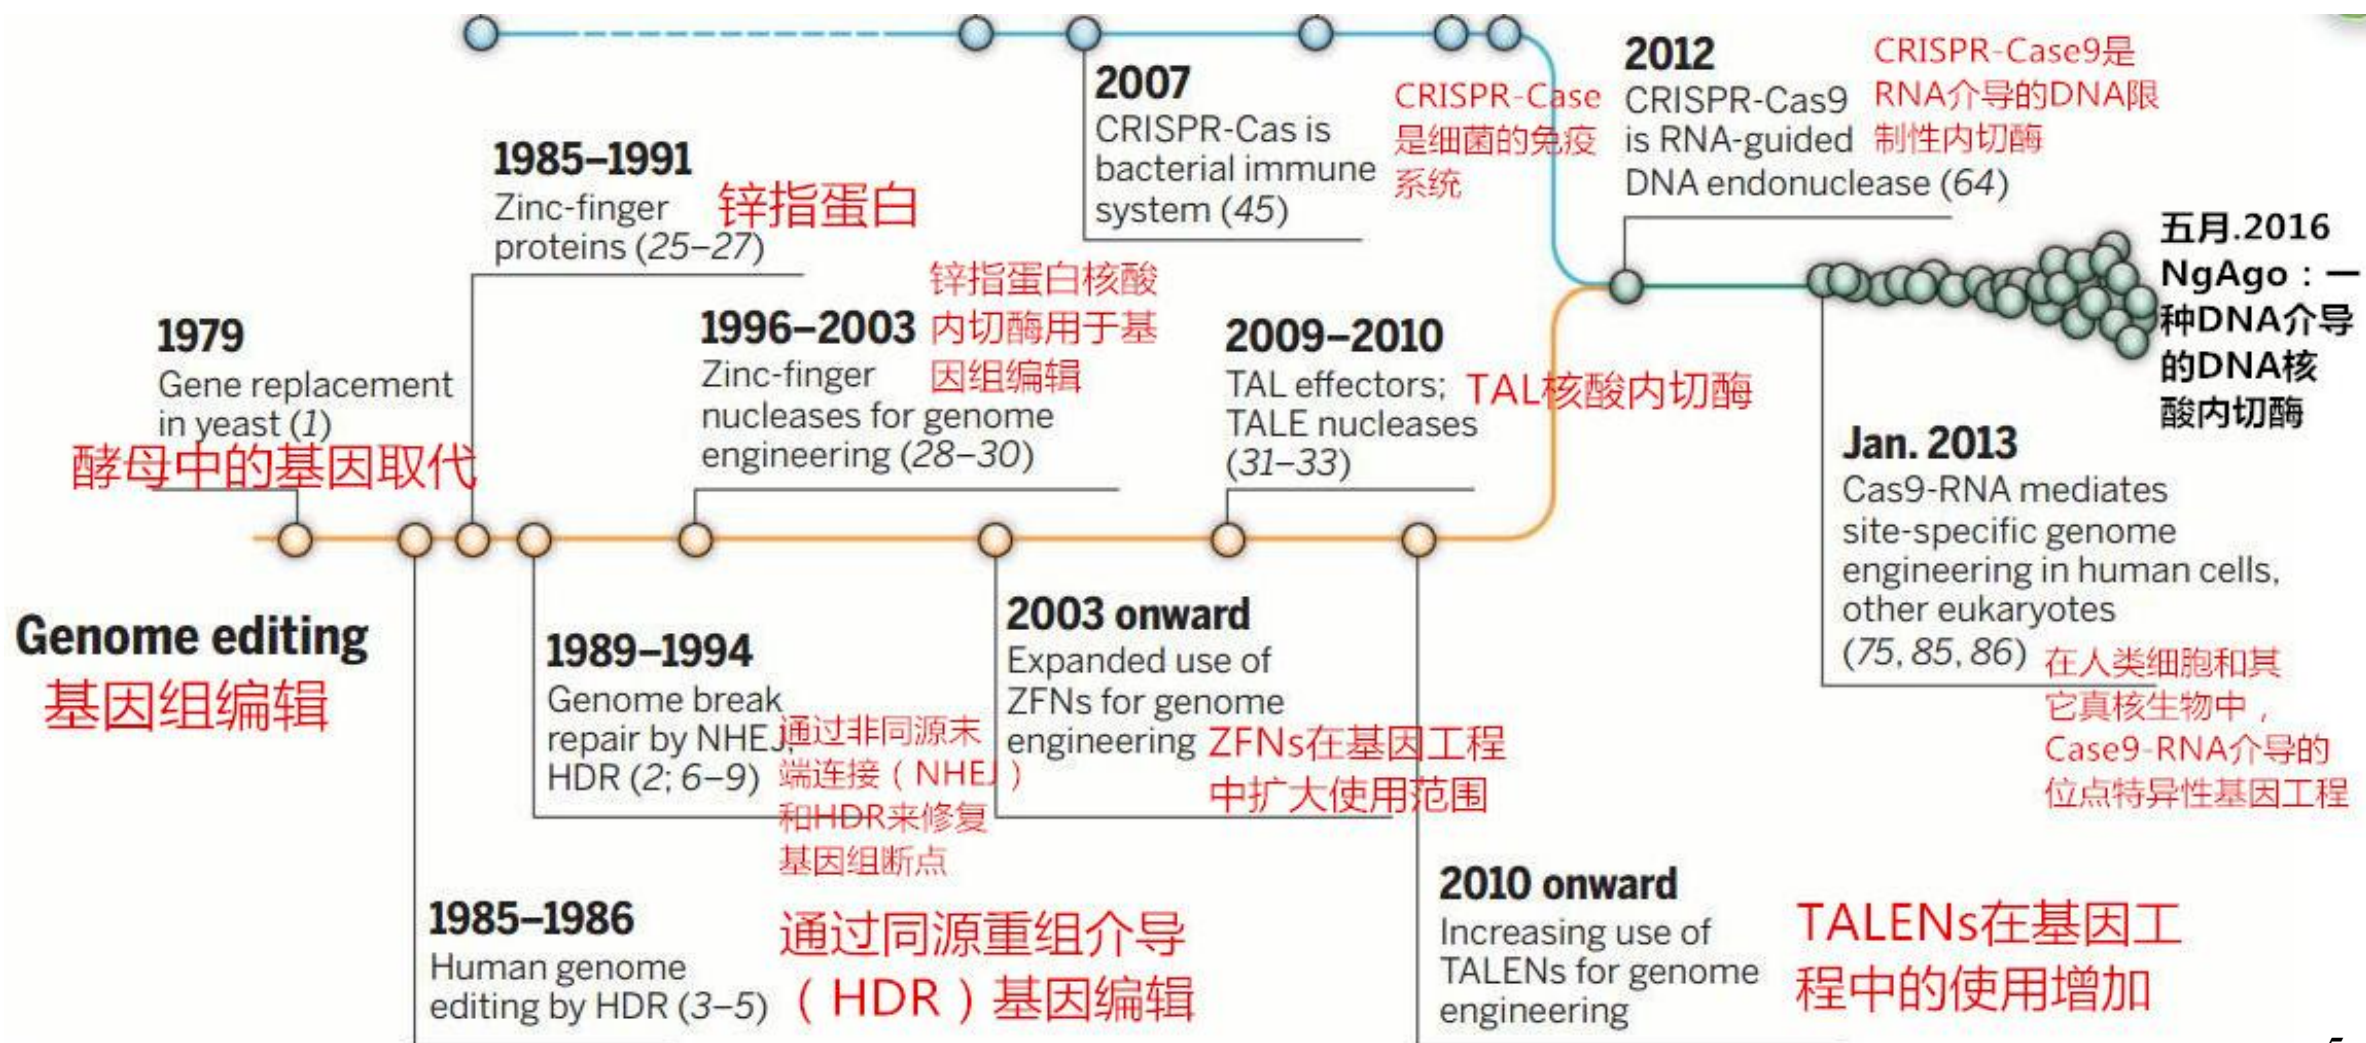 2007
CRISPR-Cas is
bacterial immune
system (45)
CRISPR-Case
是细菌的免疫
系统
2012
CRISPR-Cas9
is RNA-guided
DNA endonuclease (64)
CRISPR-Case9是
RNA介导的DNA限
制性内切酶
1985–1991
Zinc-finger
proteins (25–27)
锌指蛋白
五月.2016
NgAgo：一
种DNA介导
的DNA核
酸内切酶
1979
Gene replacement
in yeast (1)
酵母中的基因取代
1996–2003
Zinc-finger
nucleases for genome
engineering (28–30)
锌指蛋白核酸
内切酶用于基
因组编辑
2009–2010
TAL effectors;
TALE nucleases
(31–33)
TAL核酸内切酶
Jan. 2013
Cas9-RNA mediates
site-specific genome
engineering in human cells,
other eukaryotes
(75, 85, 86)
在人类细胞和其
它真核生物中，
Case9-RNA介导的
位点特异性基因工程
Genome editing
基因组编辑
1989–1994
Genome break
repair by NHEJ,
HDR (2; 6–9)
通过非同源末
端连接（NHEJ）
和HDR来修复
基因组断点
2003 onward
Expanded use of
ZFNs for genome
engineering
ZFNs在基因工程
中扩大使用范围
1985–1986
Human genome
editing by HDR (3–5)
通过同源重组介导
（HDR）基因编辑
2010 onward
Increasing use of
TALENs for genome
engineering
TALENs在基因工
程中的使用增加